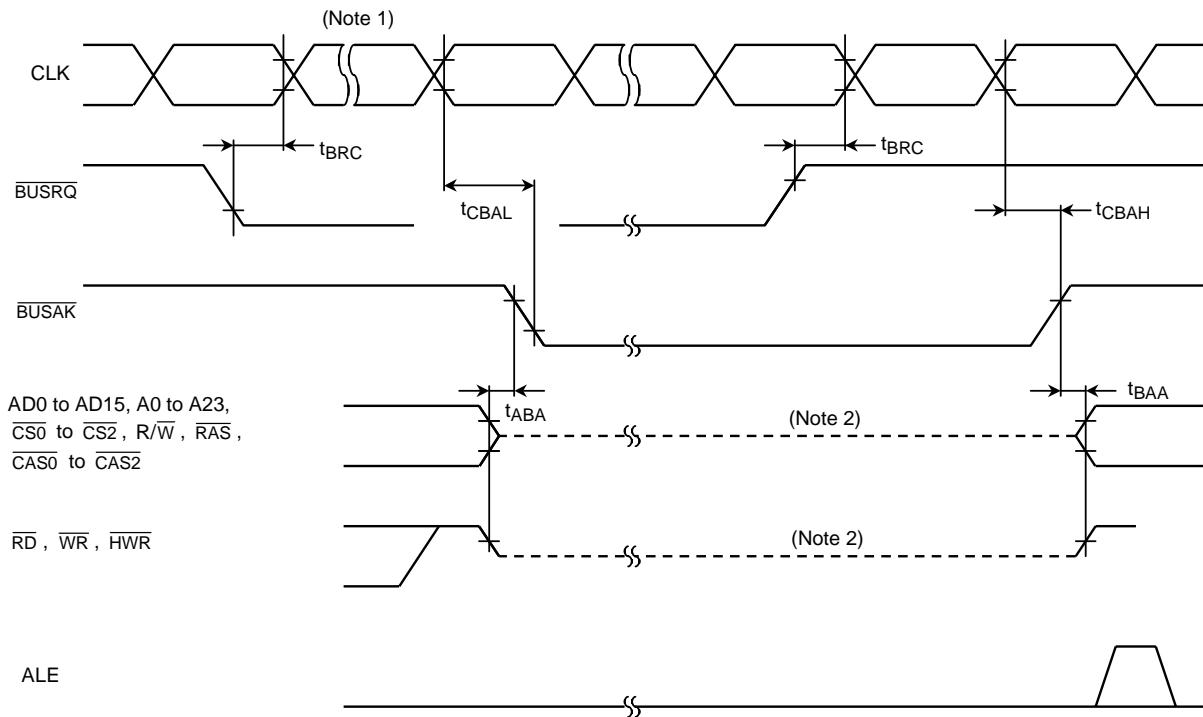 (Note 1)
CLK
tBRC
tBRC
BUSRQ
tCBAL
tCBAH
BUSAK
AD0 to AD15, A0 to A23,
CS0 to CS2 , R/W , RAS ,
CAS0 to CAS2
tABA
(Note 2)
tBAA
RD , WR , HWR
(Note 2)
ALE